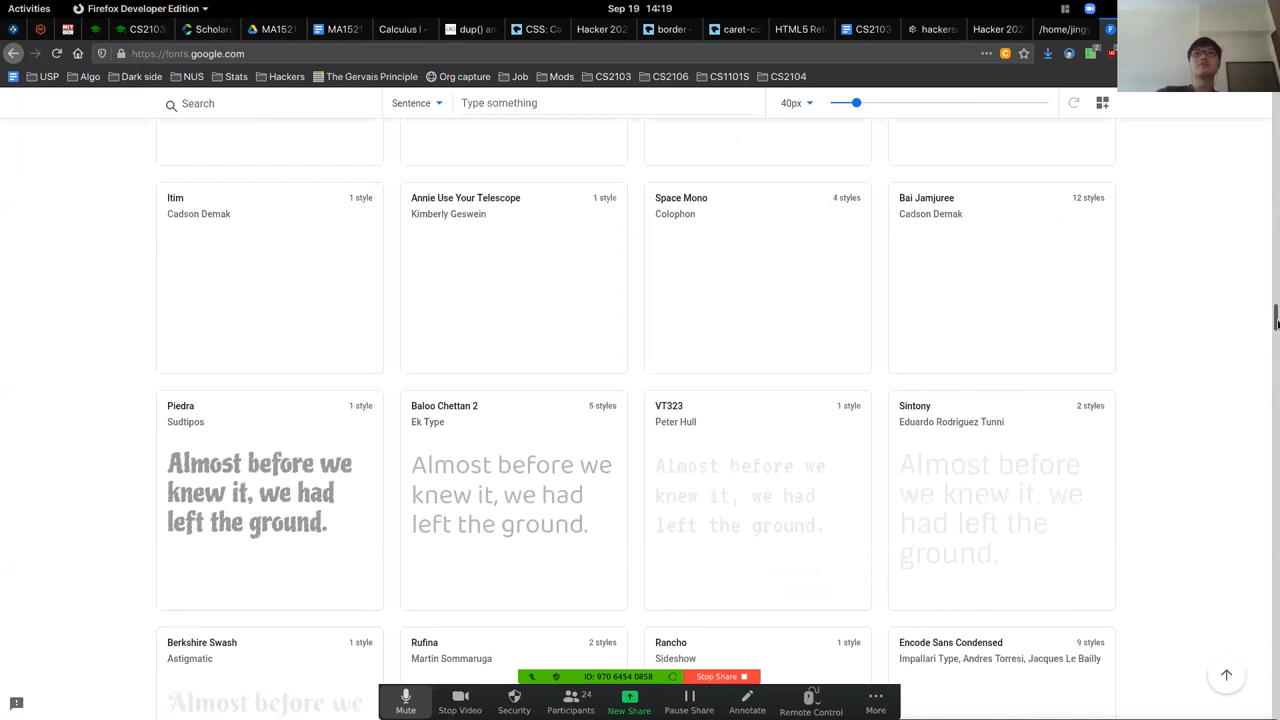 Activities
Firefox Developer Edition
Sep 19 14:19
CS2103
Scholars
MA1521
MA1521
Calculus I -
dup() and
CSS: Ca
Hacker 202
border -
caret-co
HTML5 Re
CS2103
hackers
Hacker 202
/home/jingy
https://fonts.google.com
USP
Algo
Dark side
NUS
Stats
Hackers
The Gervais Principle
Org capture
Job
Mods
CS2103
CS2106
CS1101S
CS2104
Search
Sentence
Type something
40px
Itim
1 style
Cadson Demak
Annie Use Your Telescope
1 style
Kimberly Geswein
Space Mono
4 styles
Colophon
Bai Jamjuree
12 styles
Cadson Demak
Piedra
1 style
Sudtipos
Almost before we
knew it, we had
left the ground.
Baloo Chettan 2
5 styles
Ek Type
Almost before we
knew it, we had
left the ground.
VT323
1 style
Peter Hull
Almost before we
knew it, we had
left the ground.
Sintony
2 styles
Eduardo Rodriguez Tunni
Almost before
we knew it. we
had left the
ground.
Berkshire Swash
1 style
Astigmatic
Almost before we
Rufina
2 styles
Martin Sommaruga
Rancho
1 style
Sideshow
Encode Sans Condensed
9 styles
Impallari Type, Andres Torresi, Jacques Le Bailly
ID: 970 6454 0858
Stop Share
Mute
Stop Video
Security
Participants
24
New Share
Pause Share
Annotate
Remote Control
More